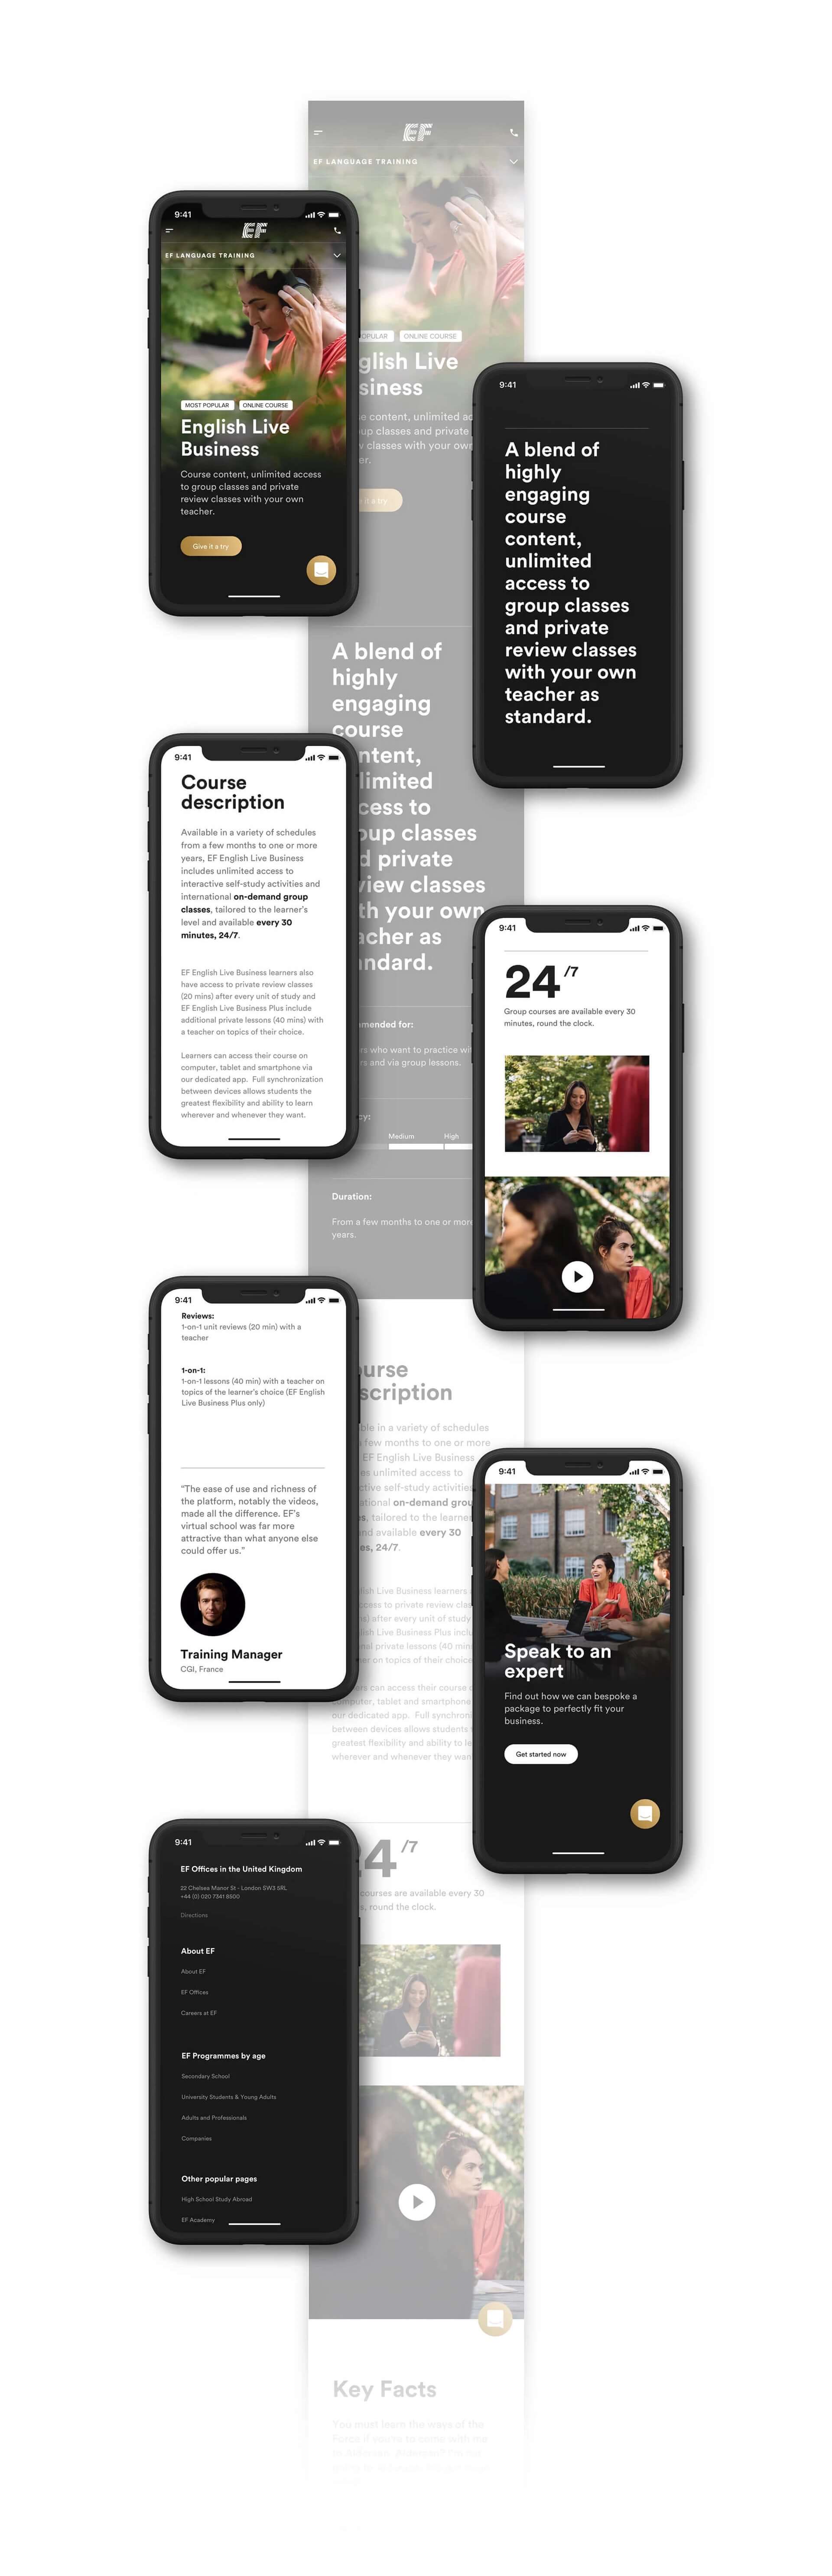 EF
EF LANGUAGE TRAINING
9:41
EF
EF LANGUAGE TRAINING
MOST POPULAR
ONLINE COURSE
English Live
Business
Course content, unlimited access
to group classes and private
review classes with your own
teacher.
Give it a try
OPULAR
ONLINE COURSE
glish Live
siness
e content, unlimited ac
up classes and private
v classes with your own
er.
e it a try
9:41
A blend of
highly
engaging
course
content,
unlimited
access to
group classes
and private
review classes
with your own
teacher as
standard.
A blend of
highly
engaging
course
ntent,
limited
cess to
oup classes
d private
view classes
th your own
acher as
ndard.
9:41
Course
description
Available in a variety of schedules
from a few months to one or more
years, EF English Live Business
includes unlimited access to
interactive self-study activities and
international on-demand group
classes, tailored to the learner's
level and available every 30
minutes, 24/7.
EF English Live Business learners also
have access to private review classes
(20 mins) after every unit of study and
EF English Live Business Plus include
additional private lessons (40 mins) with
a teacher on topics of their choice.
Learners can access their course on
computer, tablet and smartphone via
our dedicated app. Full synchronization
between devices allows students the
greatest flexibility and ability to learn
wherever and whenever they want.
9:41
24/7
Group classes are available every 30
minutes, round the clock.
mended for:
rs who want to practice wit
rs and via group lessons.
cy:
Medium
High
Duration:
From a few months to one or more
years.
9:41
Reviews:
1-on-1 unit reviews (20 min) with a
teacher
1-on-1:
1-on-1 lessons (40 min) with a teacher on
topics of the learner's choice (EF English
Live Business Plus only)
"The ease of use and richness of
the platform, notably the videos,
made all the difference. EF's
virtual school was far more
attractive than what anyone else
could offer us."
Training Manager
CGI, France
urse
scription
ble in a variety of schedules
few months to one or more
EF English Live Business
es unlimited access to
ctive self-study activities
ational on-demand grou
s, tailored to the learner
nd available every 30
es, 24/7.
lish Live Business learners
ccess to private review clas
s) after every unit of study
lish Live Business Plus inclu
nal private lessons (40 min
er on topics of their choice
ers can access their course o
puter, tablet and smartphone
our dedicated app. Full synchroni
between devices allows students t
greatest flexibility and ability to le
wherever and whenever they want
9:41
Speak to an
expert
Find out how we can bespoke a
package to perfectly fit your
business.
Get started now
9:41
EF Offices in the United Kingdom
22 Chelsea Manor St - London SW3 5RL
+44 (0) 020 7341 8500
Directions
About EF
About EF
EF Offices
Careers at EF
EF Programmes by age
Secondary School
University Students & Young Adults
Adults and Professionals
Companies
Other popular pages
High School Study Abroad
EF Academy
24/7
courses are available every 30
s, round the clock.
Key Facts
You must learn the ways of the
Force if you're to come with me